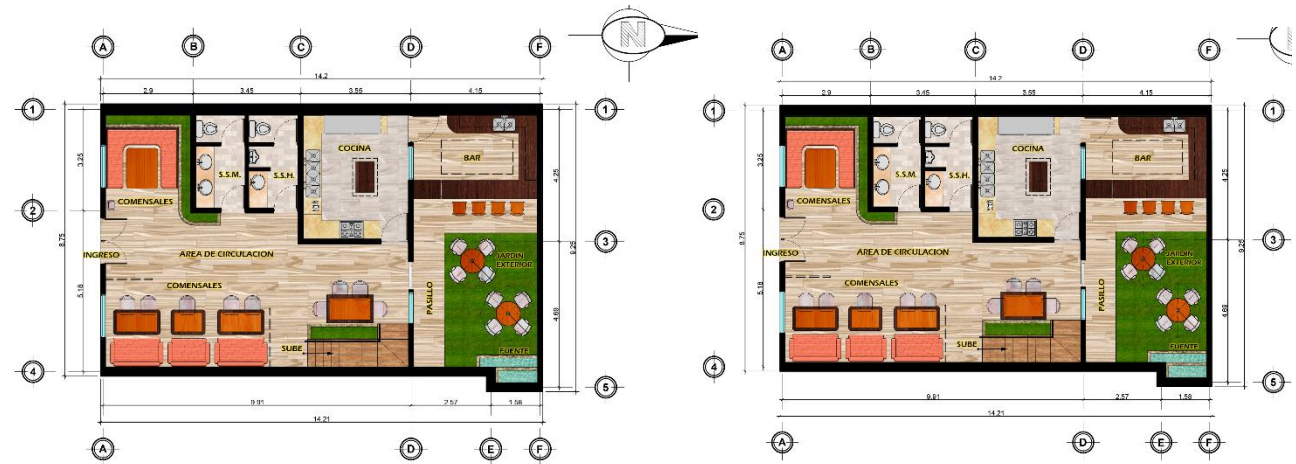 N
A B C D F
14.2
2.9 3.45 3.55 4.15
1 1
COCINA
BAR
3.25
S.S.M. S.S.H.
4.25
COMENSALES
2
3
8.75
9.25
INGRESO
AREA DE CIRCULACION
JARDIN
EXTERIOR
COMENSALES
5.18
PASILLO
4.69
SUBE
FUENTE
4
5
9.91 2.57 1.58
14.21
A D E F
N
A B C D F
14.2
2.9 3.45 3.55 4.15
1 1
COCINA
BAR
3.25
S.S.M. S.S.H.
4.25
COMENSALES
2
3
8.75
9.25
INGRESO
AREA DE CIRCULACION
JARDIN
EXTERIOR
COMENSALES
5.18
PASILLO
4.69
SUBE
FUENTE
4
5
9.91 2.57 1.58
14.21
A D E F